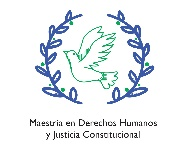 Maestría en Derechos Humanos
y Justicia Constitucional